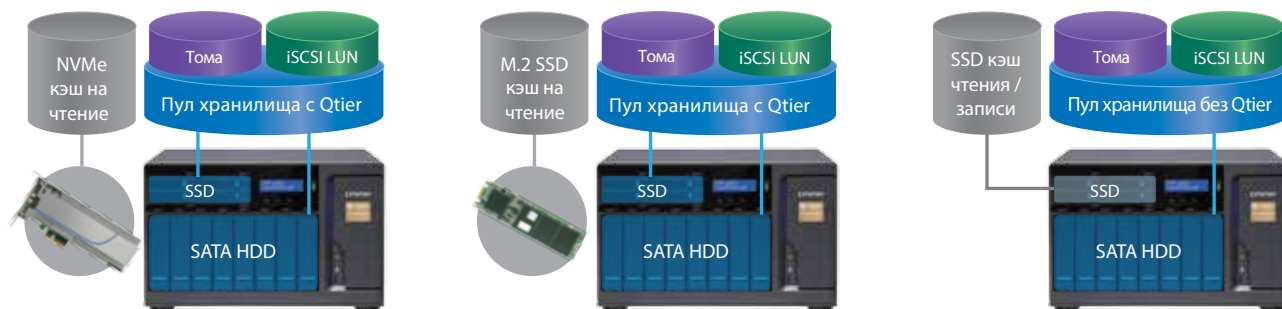 NVMe
кэш на
чтение
Тома
iSCSI LUN
Пул хранилища с Qtier
SSD
SATA HDD
M.2 SSD
кэш на
чтение
Тома
iSCSI LUN
Пул хранилища с Qtier
SSD
SATA HDD
SSD кэш
чтения /
записи
Тома
iSCSI LUN
Пул хранилища без Qtier
SSD
SATA HDD